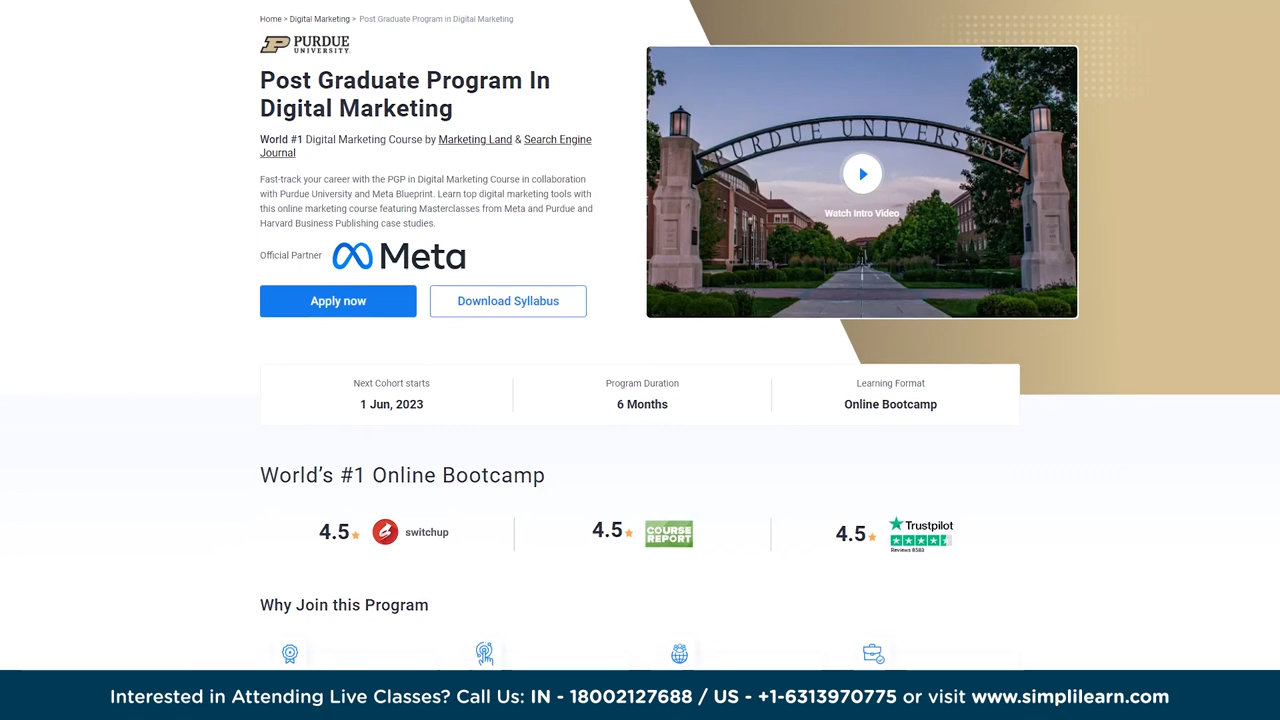 Home > Digital Marketing > Post Graduate Program in Digital Marketing
PURDUE
UNIVERSITY
Post Graduate Program In
Digital Marketing
World #1 Digital Marketing Course by Marketing Land & Search Engine
Journal
Fast-track your career with the PGP in Digital Marketing Course in collaboration
with Purdue University and Meta Blueprint. Learn top digital marketing tools with
this online marketing course featuring Masterclasses from Meta and Purdue and
Harvard Business Publishing case studies.
Official Partner Meta
Apply now Download Syllabus
PURDUE UNIVERSITY
Watch Intro Video
Next Cohort starts Program Duration Learning Format
1 Jun, 2023 6 Months Online Bootcamp
World's #1 Online Bootcamp
4.5 switchup 4.5 COURSE REPORT 4.5 Trustpilot
Reviews 8583
Why Join this Program
Interested in Attending Live Classes? Call Us: IN - 18002127688 / US - +1-6313970775 or visit www.simplilearn.com